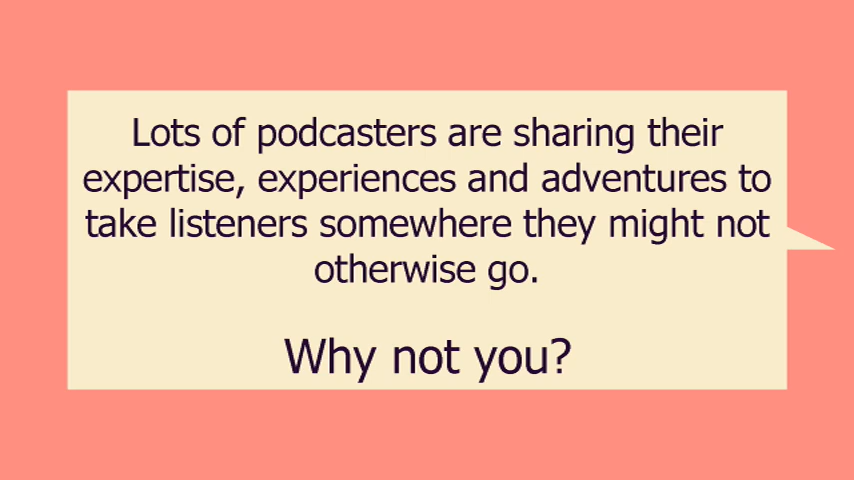 Lots of podcasters are sharing their
expertise, experiences and adventures to
take listeners somewhere they might not
otherwise go.
Why not you?